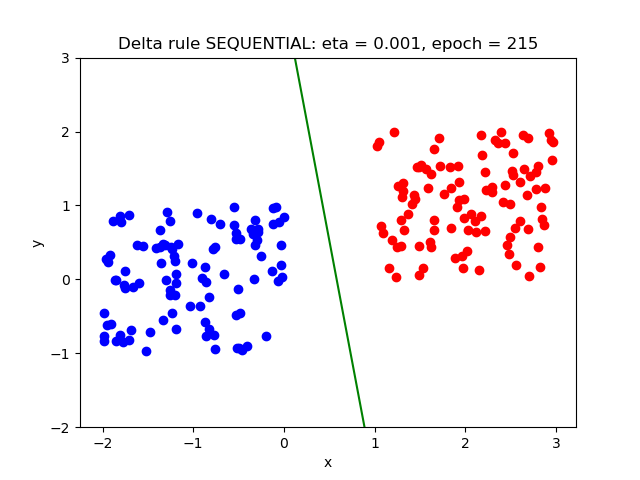 Delta rule SEQUENTIAL: eta = 0.001, epoch = 215
3
2
1
0
−1
−2
y
−2 −1 0 1 2 3
x